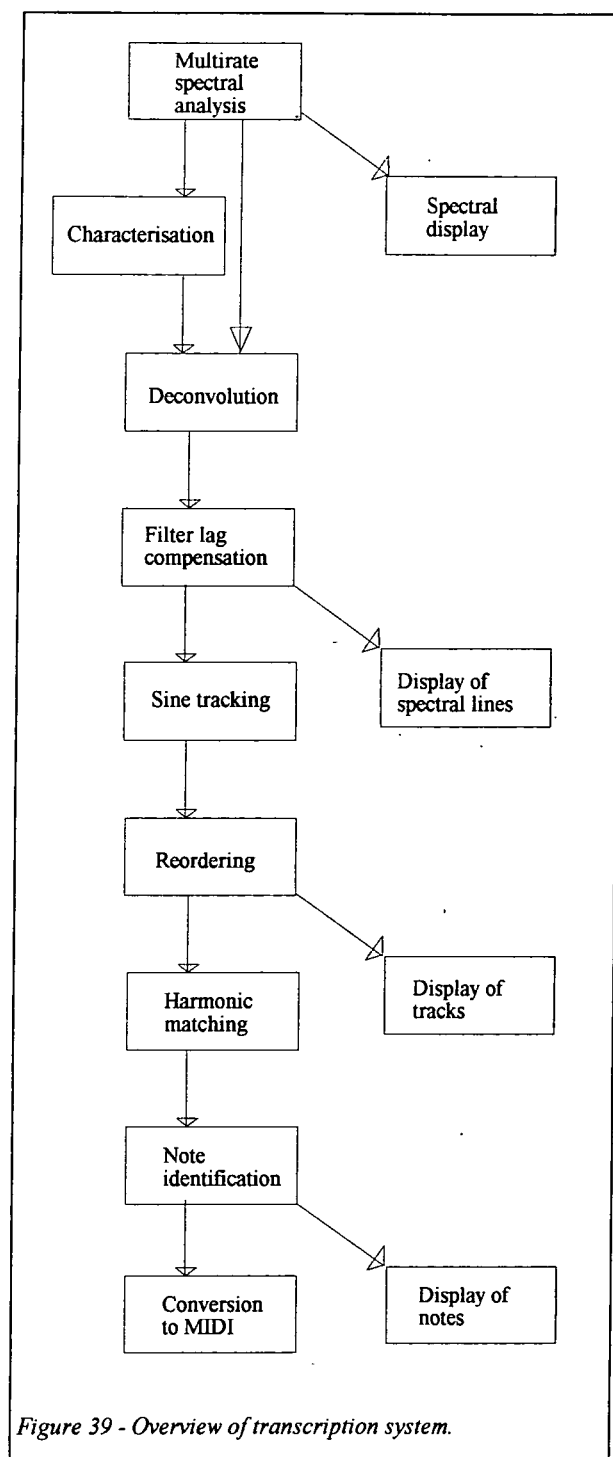 Multirate
spectral
analysis
Spectral
display
Characterisation
Deconvolution
Filter lag
compensation
Display of
spectral lines
Sine tracking
Reordering
Display of
tracks
Harmonic
matching
Note
identification
Display of
notes
Conversion
to MIDI
Figure 39 - Overview of transcription system.